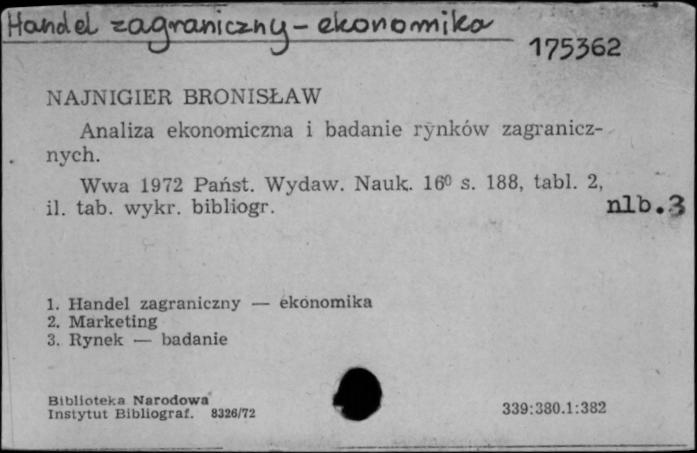 Handel zagraniczny - ekonomika
175362
NAJNIGIER BRONISŁAW
Analiza ekonomiczna i badanie rynków zagranicz-
nych.
Wwa 1972 Państ. Wydaw. Nauk. 16⁰ s. 188, tabl. 2,
il. tab. wykr. bibliogr. nlb.3
1. Handel zagraniczny — ekonomika
2. Marketing
3. Rynek — badanie
Biblioteka Narodowa
Instytut Bibliograf. 8326/72
339:380.1:382